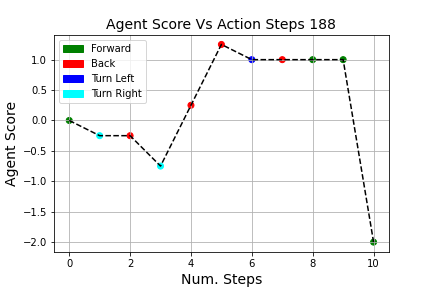 Agent Score Vs Action Steps 188
Forward
Back
Turn Left
Turn Right
1.0
0.5
0.0
−0.5
−1.0
−1.5
−2.0
Agent Score
0 2 4 6 8 10
Num. Steps